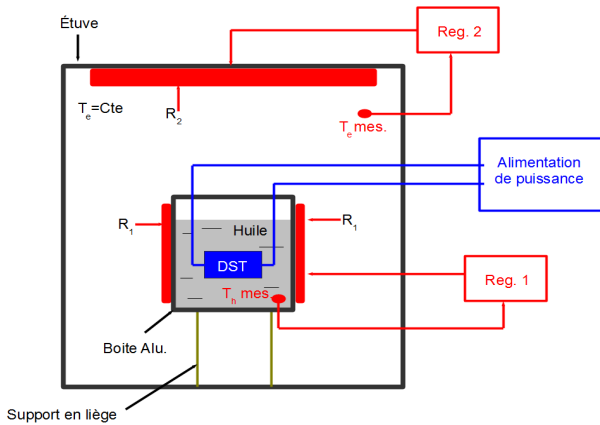 Étuve
Reg. 2
Te=Cte
R2
Te mes.
Alimentation
de puissance
R1
Huile
R1
DST
Th mes.
Reg. 1
Boite Alu.
Support en liège